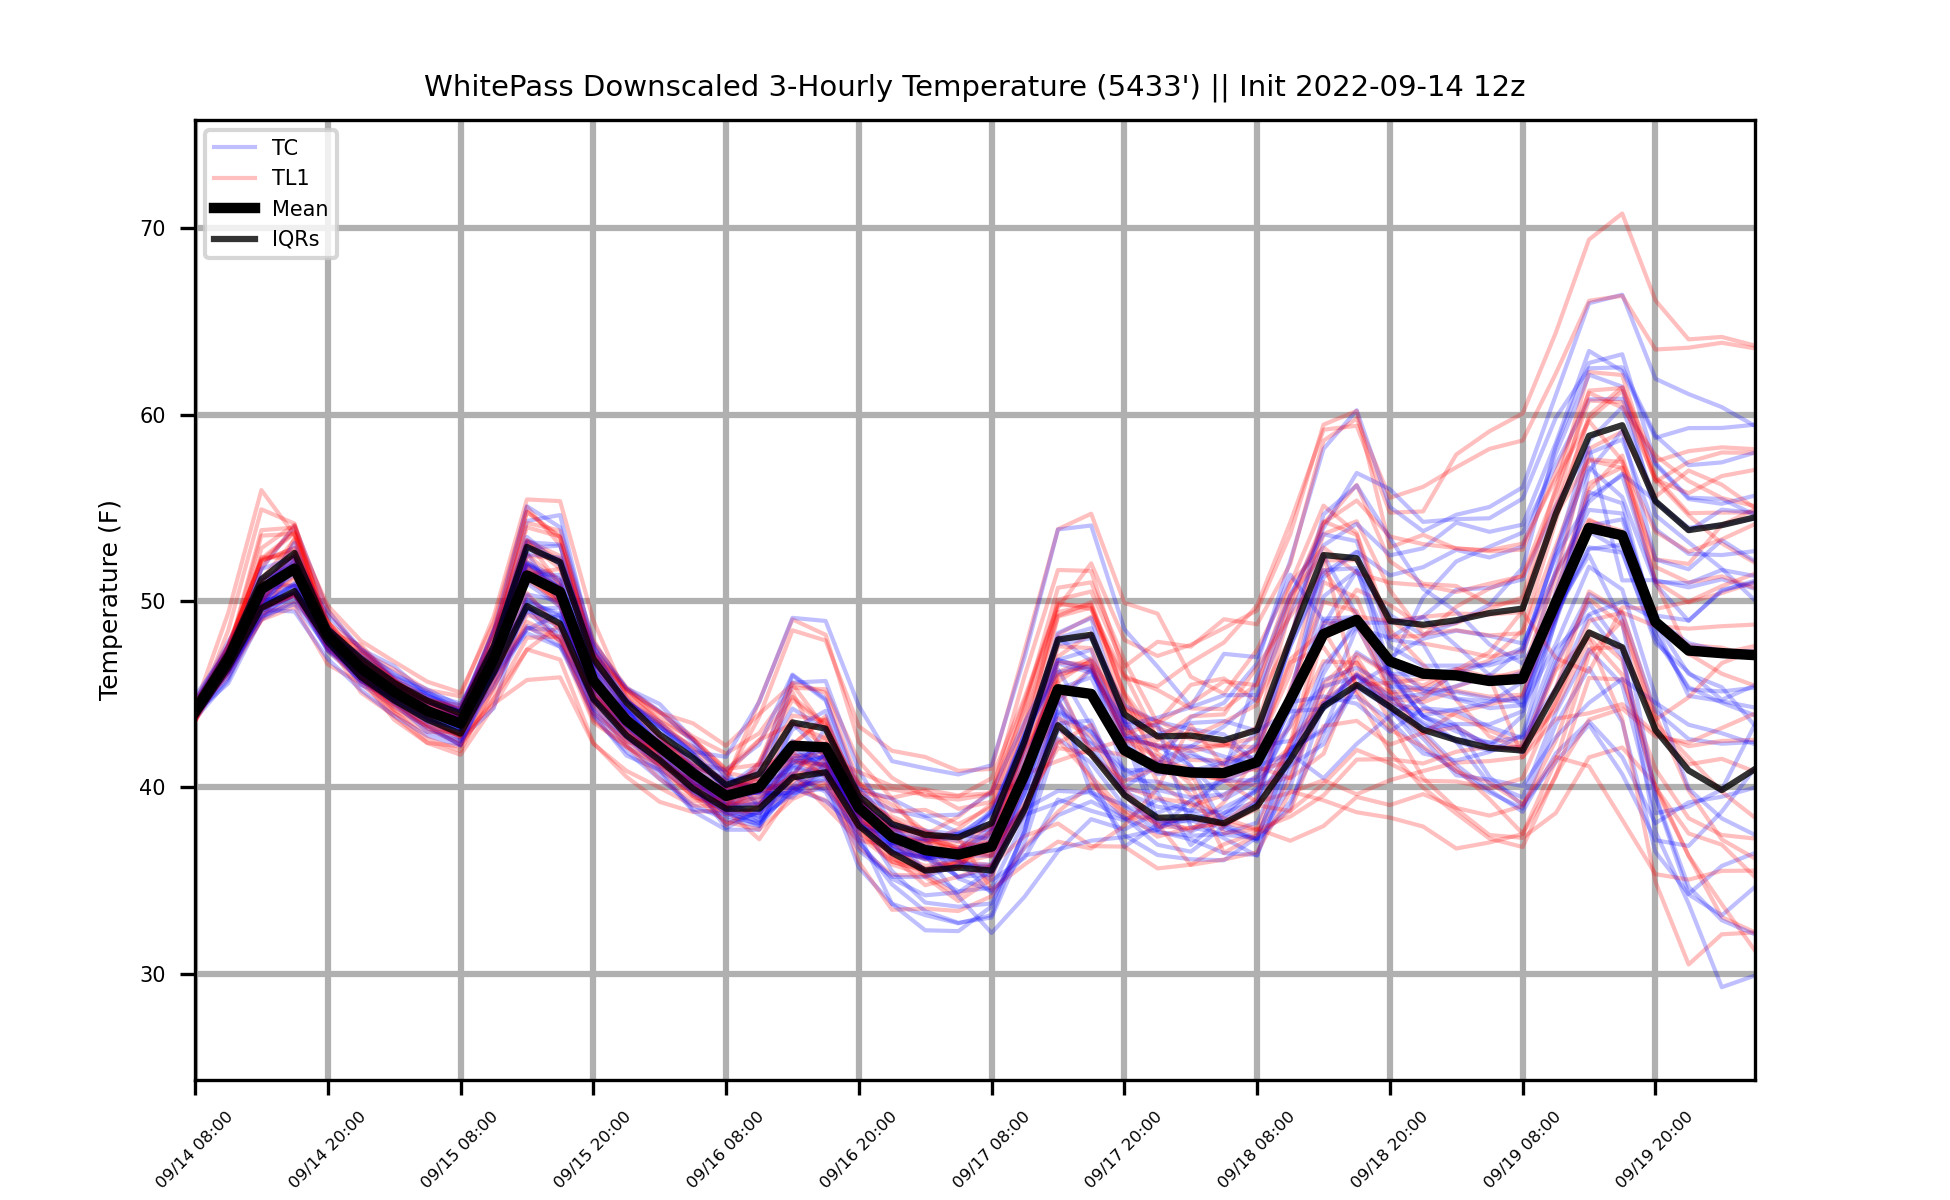 WhitePass Downscaled 3-Hourly Temperature (5433') || Init 2022-09-14 12z
TC
TL1
Mean
IQRs
Temperature (F)
70
60
50
40
30
09/14 08:00
09/14 20:00
09/15 08:00
09/15 20:00
09/16 08:00
09/16 20:00
09/17 08:00
09/17 20:00
09/18 08:00
09/18 20:00
09/19 08:00
09/19 20:00